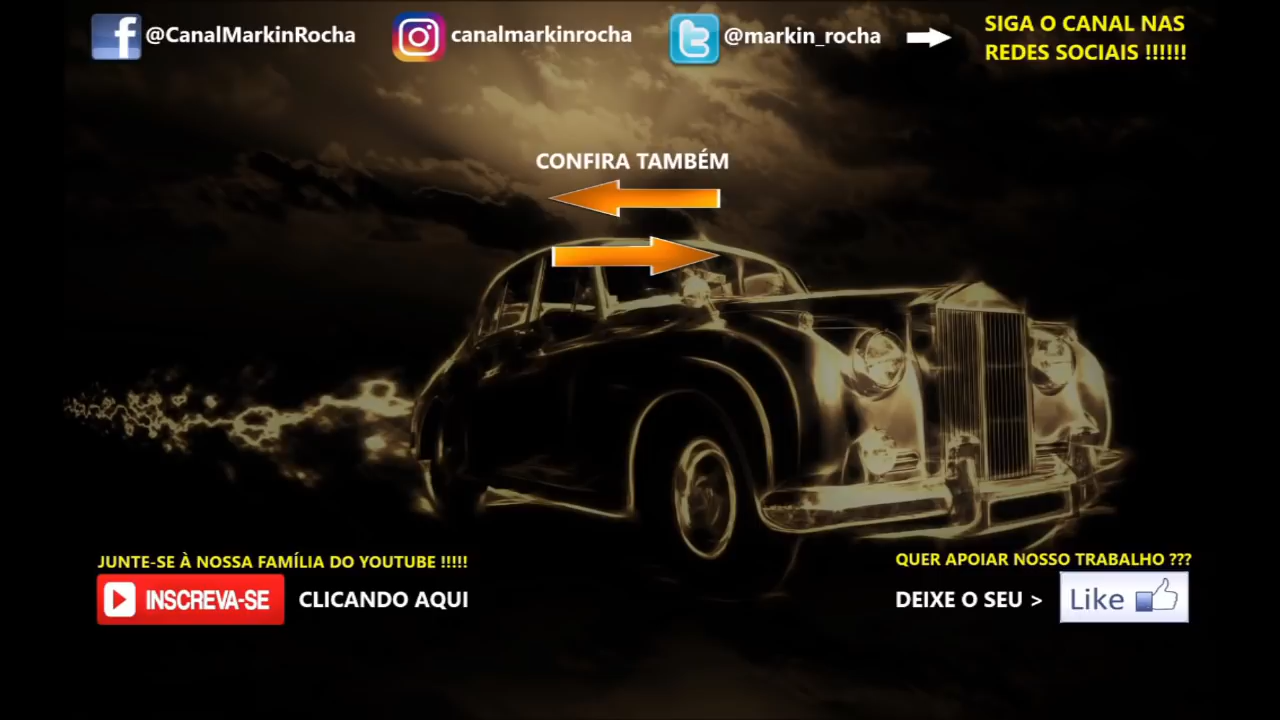 @CanalMarkinRocha
canalmarkinrocha
@markin_rocha
SIGA O CANAL NAS
REDES SOCIAIS !!!!!!
CONFIRA TAMBÉM
JUNTE-SE À NOSSA FAMÍLIA DO YOUTUBE !!!!!
INSCREVA-SE
CLICANDO AQUI
QUER APOIAR NOSSO TRABALHO ???
DEIXE O SEU >
Like